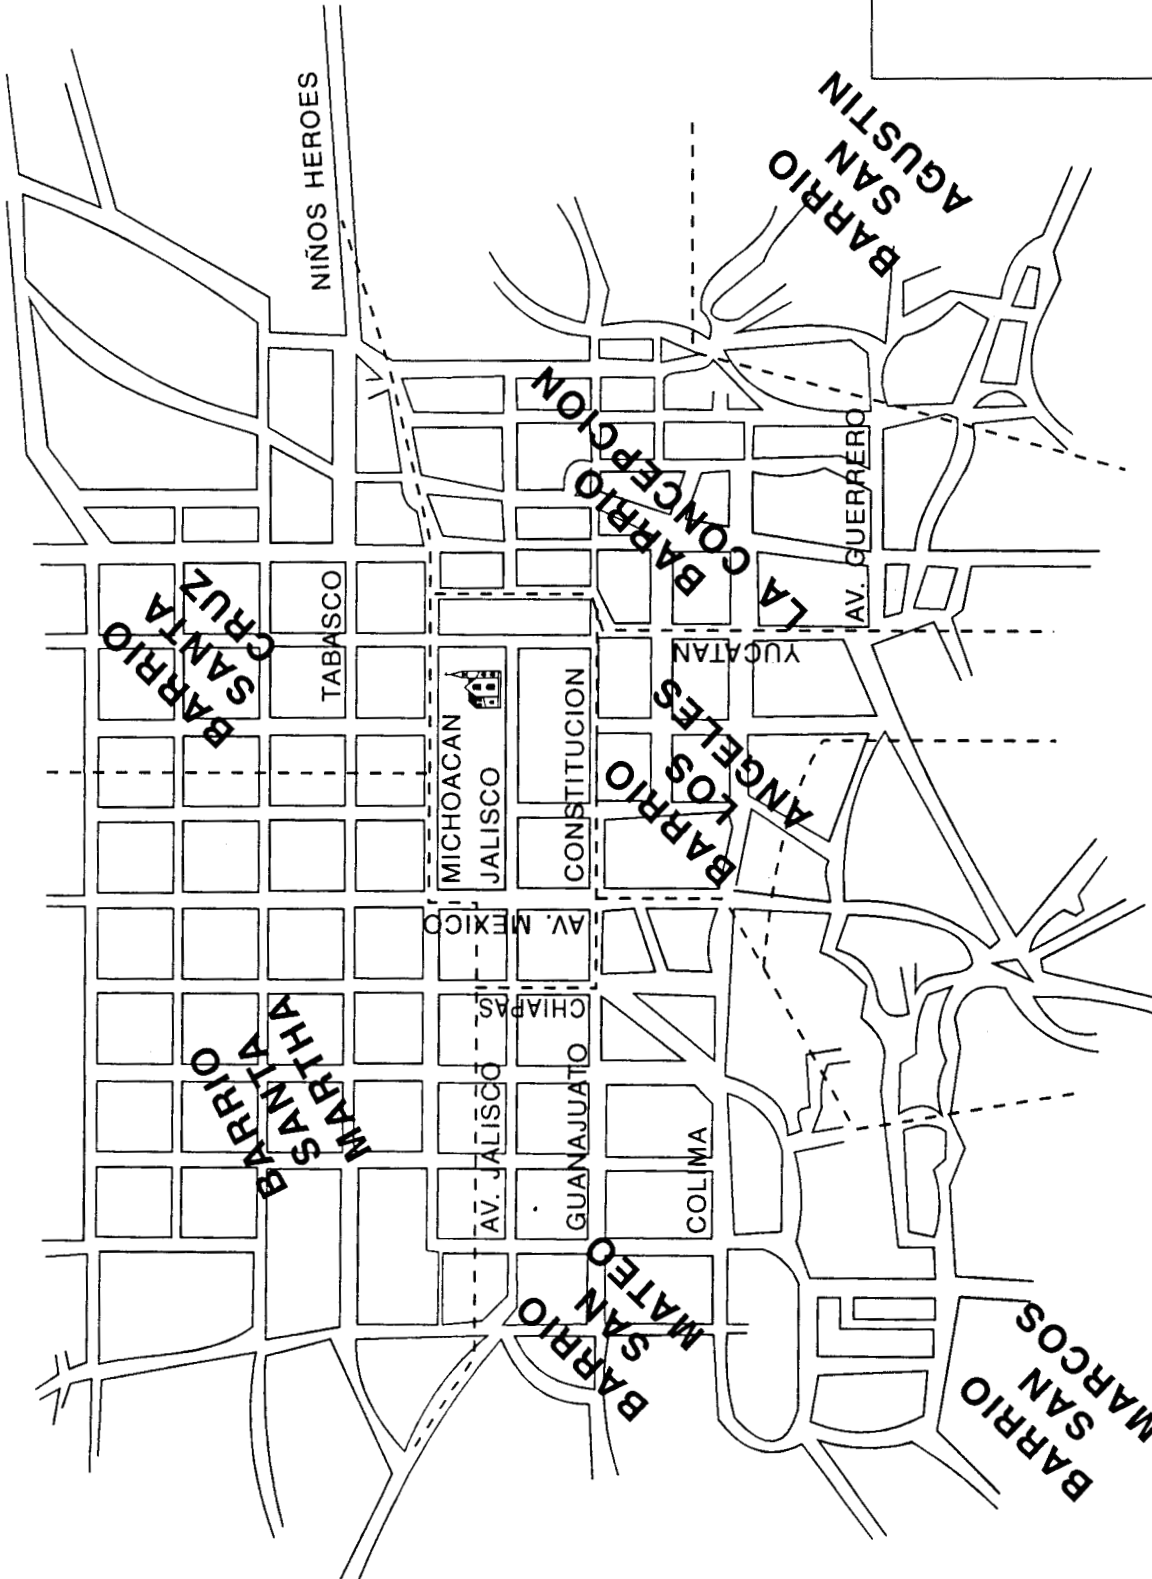 NIÑOS HEROES
BARRIO
SAN
AGUSTIN
BARRIO
SANTA
CRUZ
TABASCO
BARRIO
LA CONCEPCION
AV. GUERRERO
YUCATAN
MICHOACAN
JALISCO
CONSTITUCION
BARRIO
LOS
ANGELES
AV. MEXICO
CHIAPAS
BARRIO
SANTA
MARTHA
AV. JALISCO
GUANAJUATO
COLIMA
BARRIO
SAN
MATEO
BARRIO
SAN
MARCOS